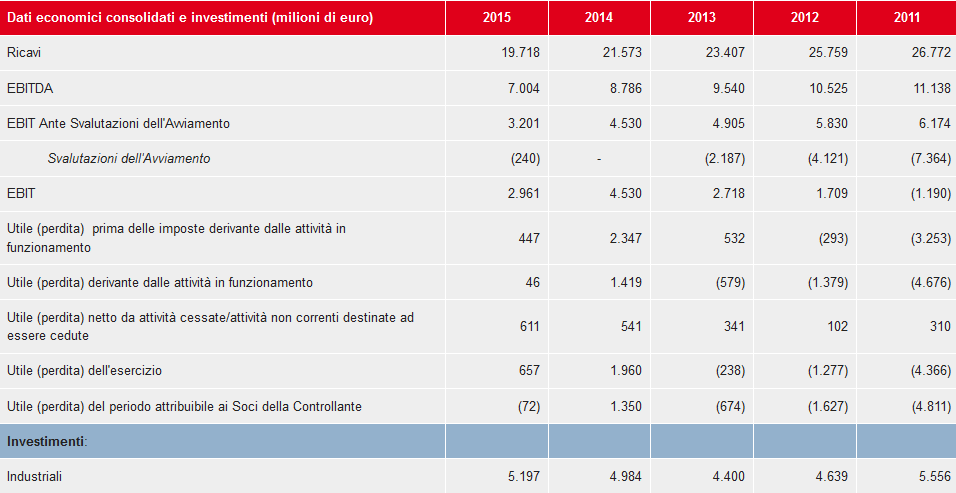 Dati economici consolidati e investimenti (milioni di euro) 2015 2014 2013 2012 2011
Ricavi 19.718 21.573 23.407 25.759 26.772
EBITDA 7.004 8.786 9.540 10.525 11.138
EBIT Ante Svalutazioni dell'Avviamento 3.201 4.530 4.905 5.830 6.174
Svalutazioni dell'Avviamento (240) - (2.187) (4.121) (7.364)
EBIT 2.961 4.530 2.718 1.709 (1.190)
Utile (perdita) prima delle imposte derivante dalle attività in
funzionamento 447 2.347 532 (293) (3.253)
Utile (perdita) derivante dalle attività in funzionamento 46 1.419 (579) (1.379) (4.676)
Utile (perdita) netto da attività cessate/attività non correnti destinate ad
essere cedute 611 541 341 102 310
Utile (perdita) dell'esercizio 657 1.960 (238) (1.277) (4.366)
Utile (perdita) del periodo attribuibile ai Soci della Controllante (72) 1.350 (674) (1.627) (4.811)
Investimenti:
Industriali 5.197 4.984 4.400 4.639 5.556